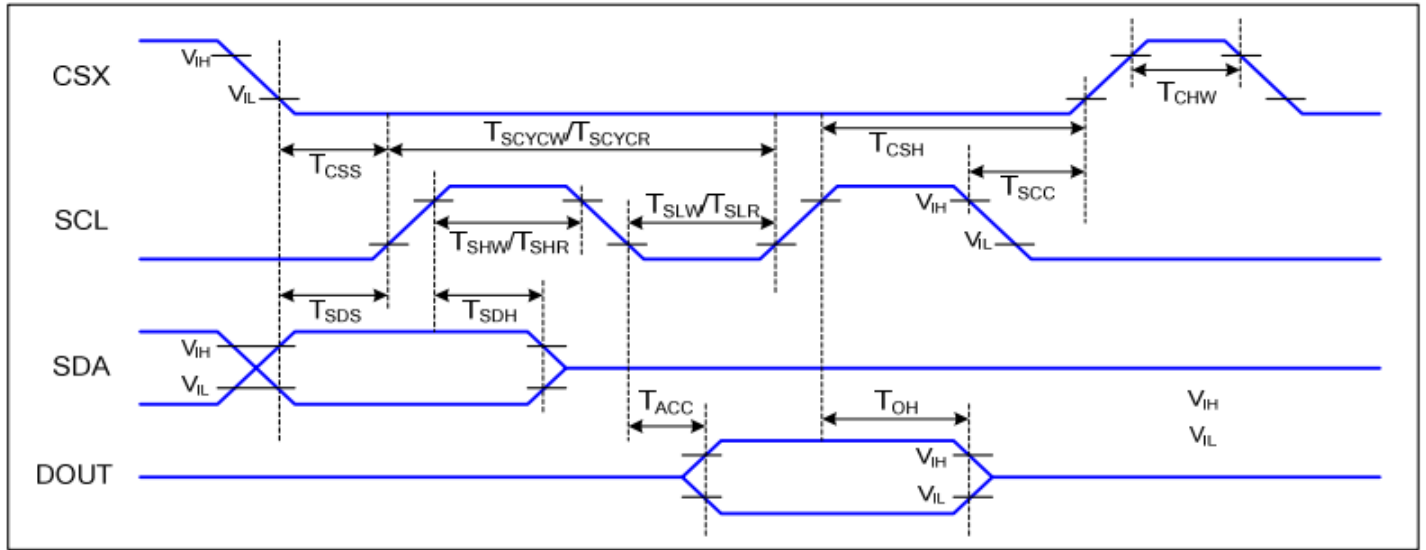 CSX
VIH
VIL
TCHW
TCSS
TSCYCW/TSCYCR
TCSH
TSCC
SCL
TSHW/TSHR
TSLW/TSLR
VIH
VIL
TSDS
TSDH
SDA
VIH
VIL
TACC
TOH
VIH
VIL
DOUT
VIH
VIL